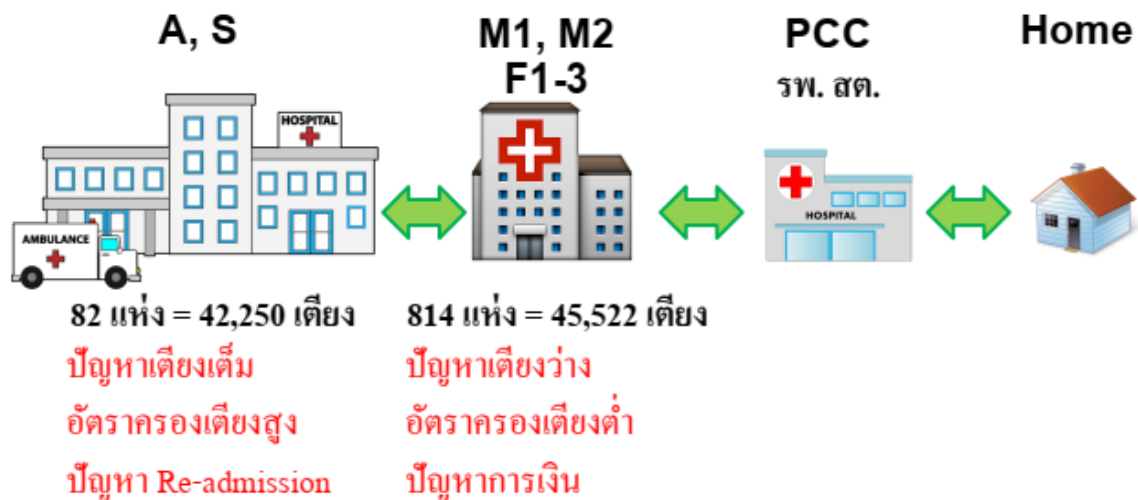 A, S
M1, M2
F1-3
PCC
รพ. สต.
Home
HOSPITAL
AMBULANCE
HOSPITAL
82 แห่ง = 42,250 เตียง
ปัญหาเตียงเต็ม
อัตราครองเตียงสูง
ปัญหา Re-admission
814 แห่ง = 45,522 เตียง
ปัญหาเตียงว่าง
อัตราครองเตียงต่ำ
ปัญหาการเงิน